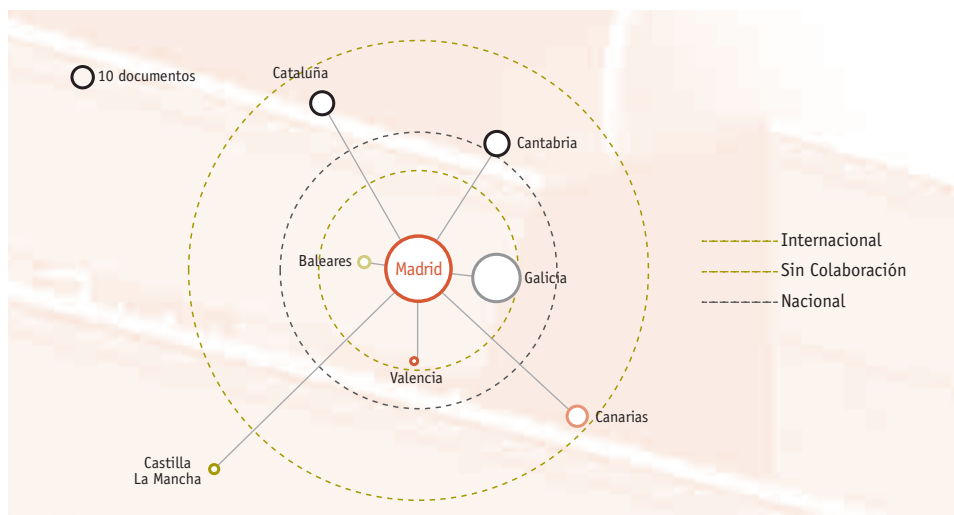 Cataluña
10 documentos
Cantabria
Internacional
Baleares
Madrid
Sin Colaboración
Galicia
Nacional
Valencia
Canarias
Castilla
La Mancha